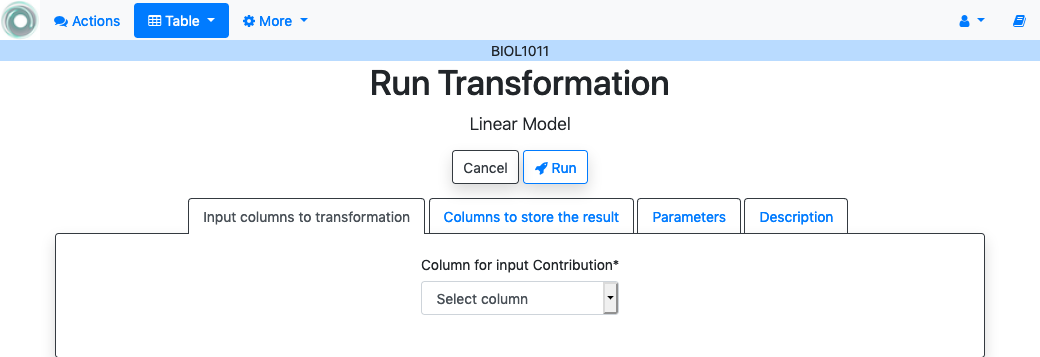 Actions Table More
BIOL1011
Run Transformation
Linear Model
Cancel Run
Input columns to transformation Columns to store the result Parameters Description
Column for input Contribution*
Select column